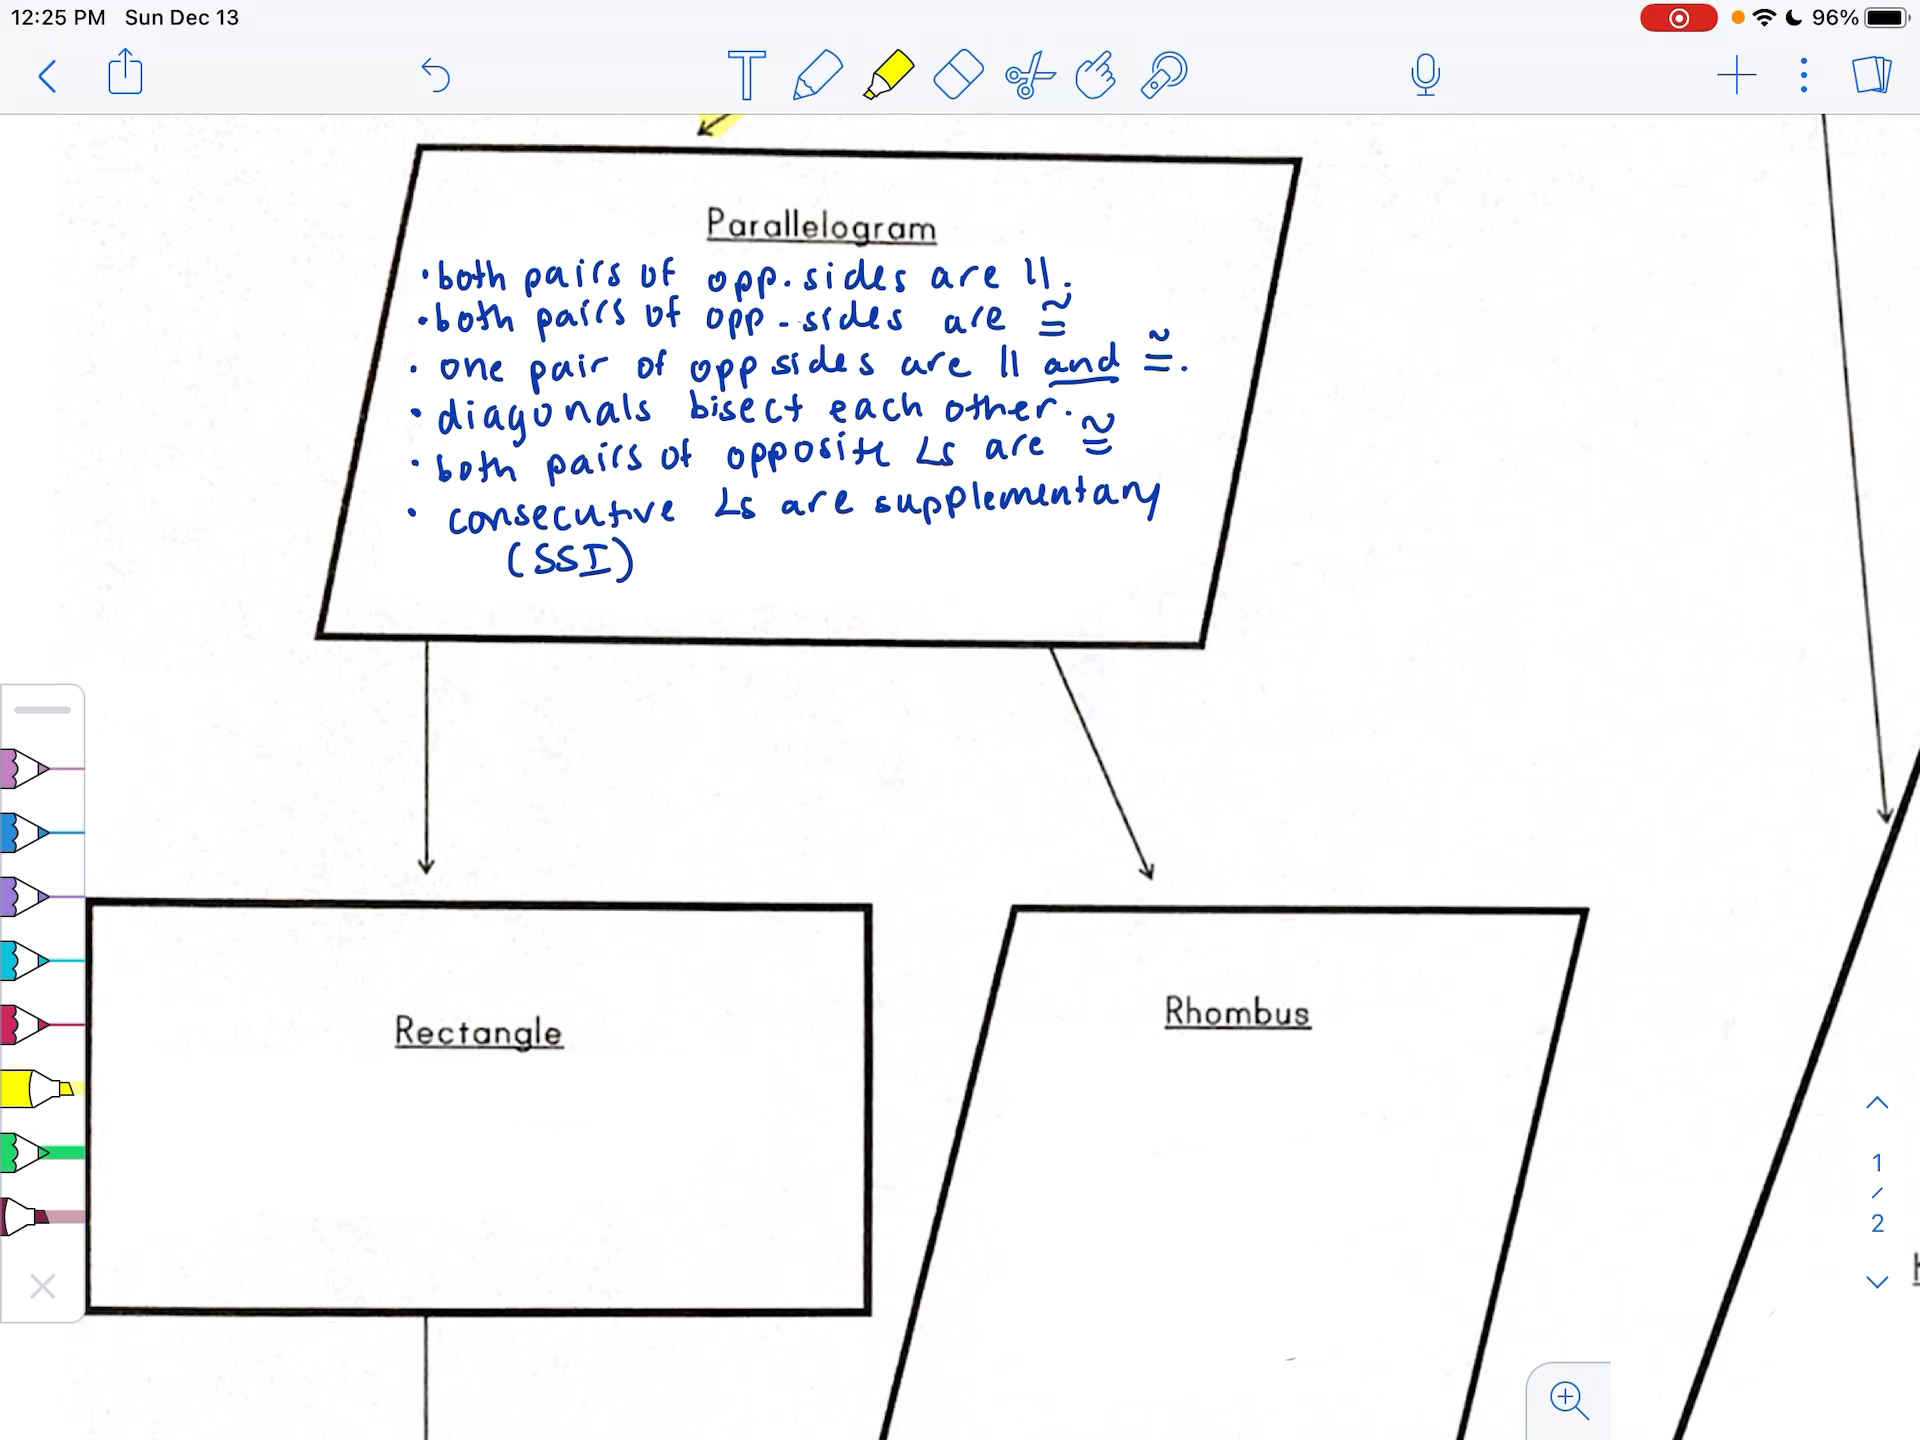 12:25 PM Sun Dec 13
96%
Parallelogram
• both pairs of opp. sides are ||.
• both pairs of opp. sides are ≅
• one pair of opp sides are || and ≅.
• diagonals bisect each other.
• both pairs of opposite ∠s are ≅
• consecutive ∠s are supplementary
(SSI)
Rectangle
Rhombus
1
/
2